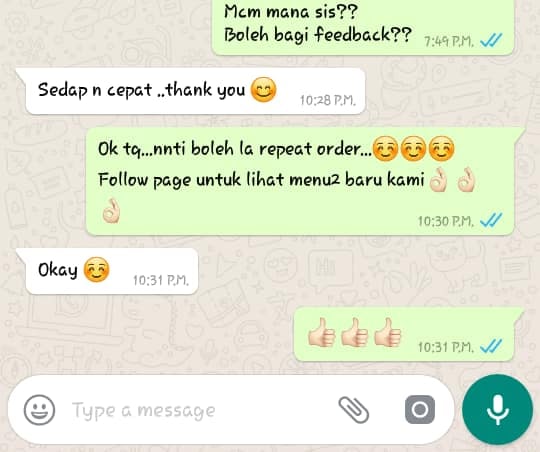 Mcm mana sis??
Boleh bagi feedback??
7:49 P.M.
Sedap n cepat ..thank you 😊
10:28 P.M.
Ok tq...nnti boleh la repeat order...☺️☺️☺️
Follow page untuk lihat menu2 baru kami👌🏻👌🏻
👌🏻
10:30 P.M.
Okay ☺️
10:31 P.M.
👍🏻👍🏻👍🏻
10:31 P.M.
Type a message